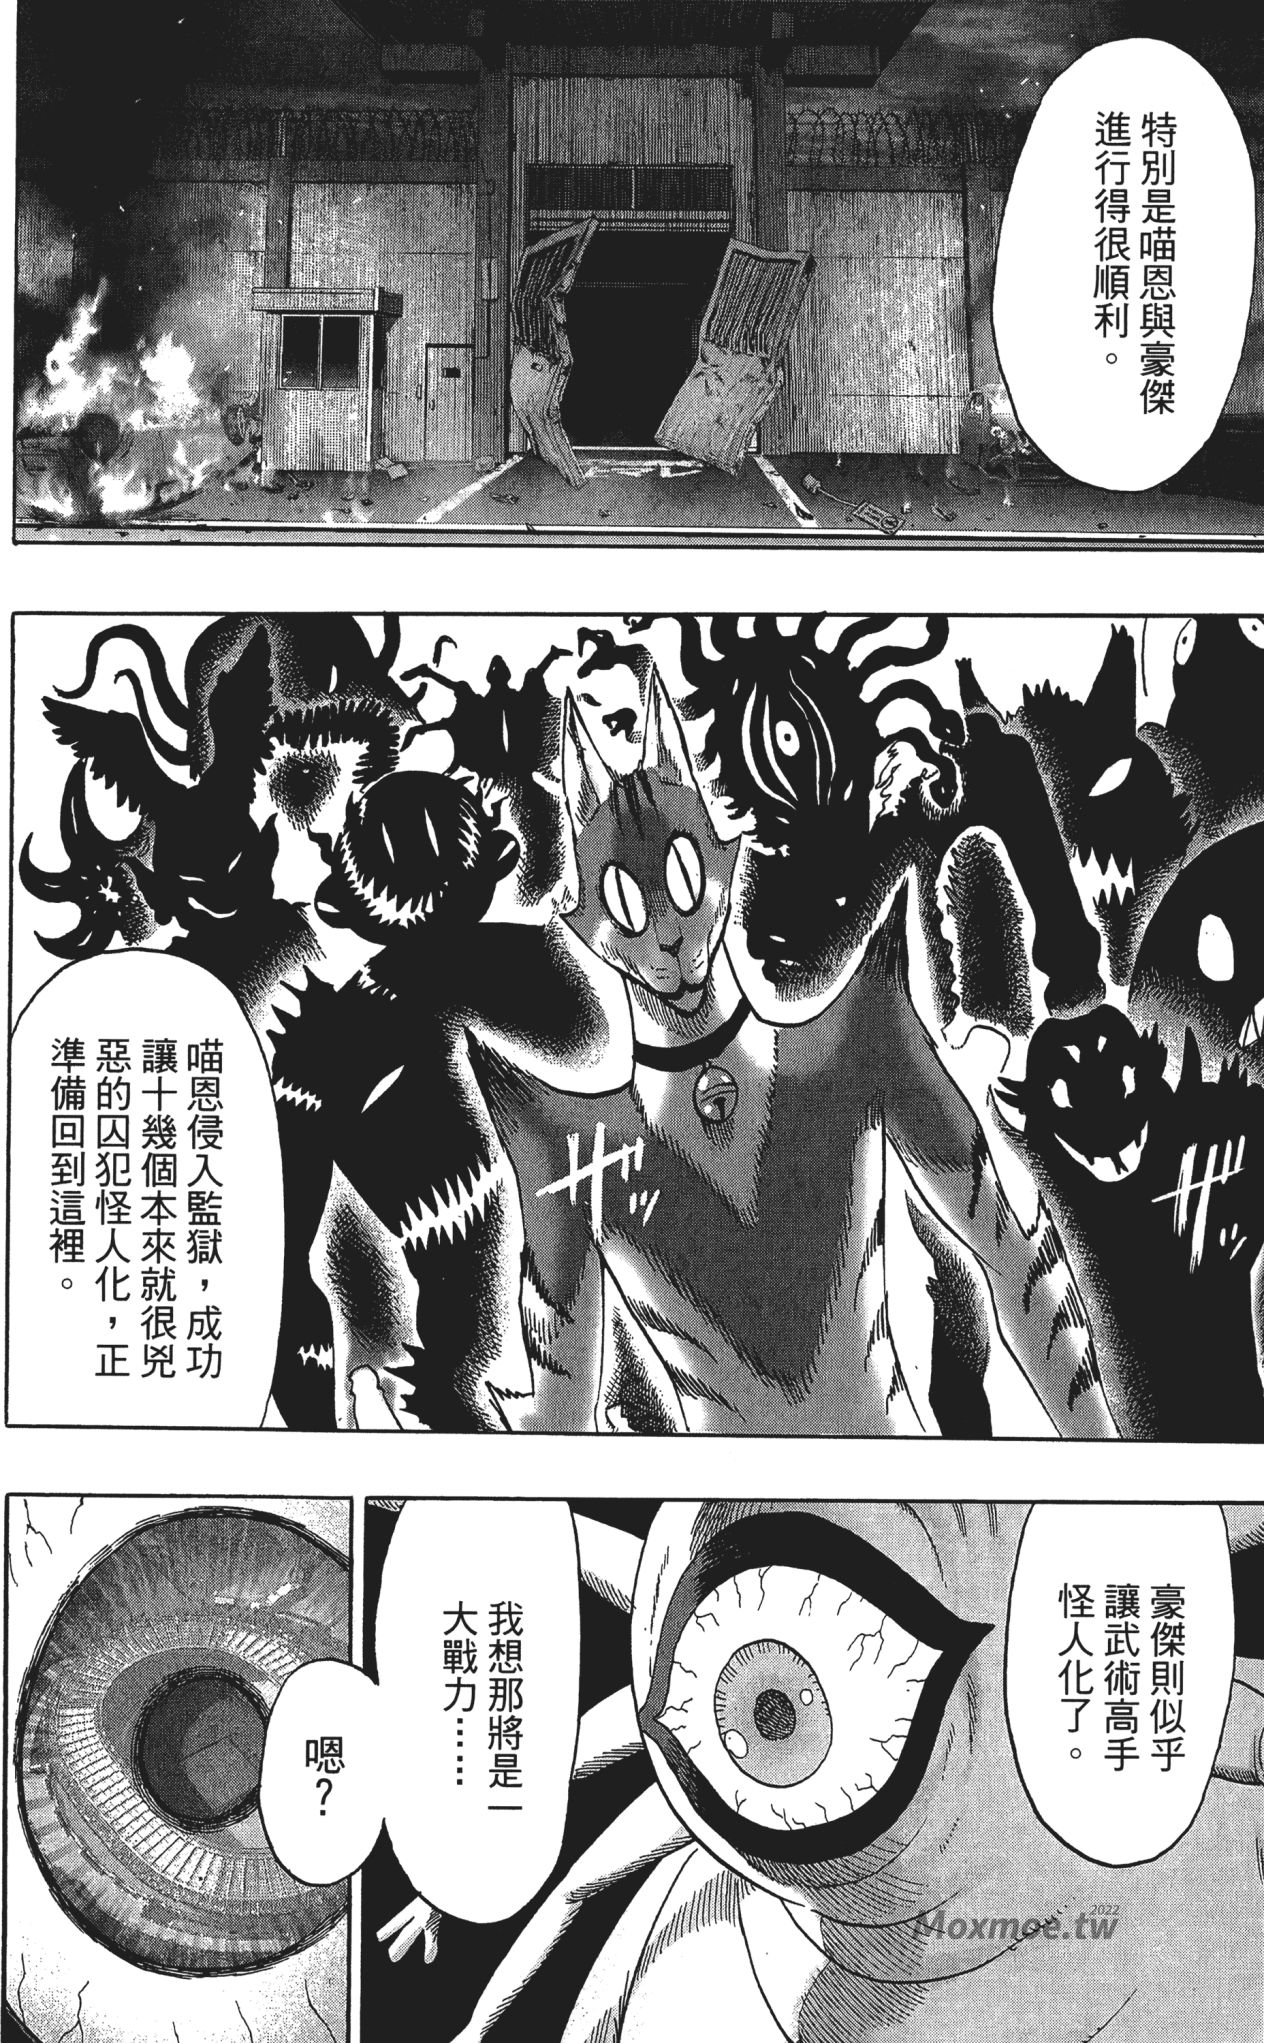 特別是喵恩與豪傑
進行得很順利。
喵恩侵入監獄，成功
讓十幾個本來就很兇
惡的囚犯怪人化，正
準備回到這裡。
ザッ
ザザ
豪傑則似乎
讓武術高手
怪人化了。
我想那將是一
大戰力……
嗯？
Moxmoe.tw
2022